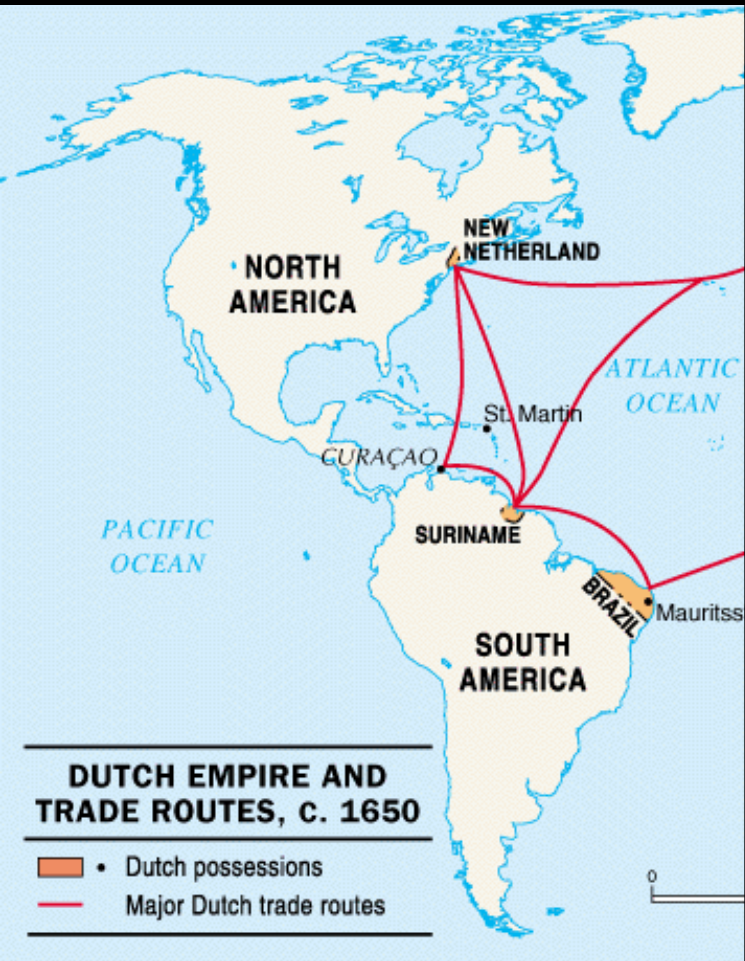 NEW
NETHERLAND
NORTH
AMERICA
ATLANTIC
OCEAN
St. Martin
CURAÇAO
PACIFIC
OCEAN
SURINAME
BRAZIL
Mauritss
SOUTH
AMERICA
DUTCH EMPIRE AND
TRADE ROUTES, C. 1650
Dutch possessions
Major Dutch trade routes
0